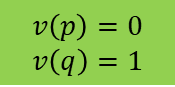 v(p) = 0
v(q) = 1